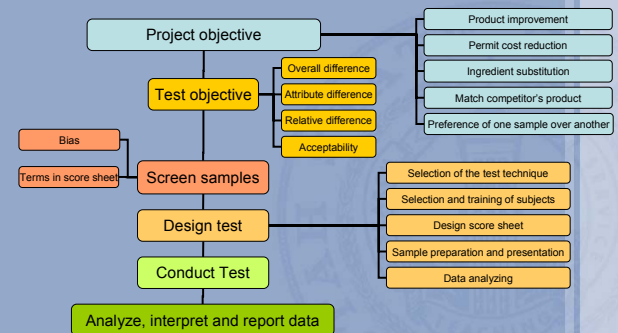 Project objective
Product improvement
Permit cost reduction
Ingredient substitution
Match competitor's product
Preference of one sample over another
Test objective
Overall difference
Attribute difference
Relative difference
Acceptability
Bias
Terms in score sheet
Screen samples
Design test
Selection of the test technique
Selection and training of subjects
Design score sheet
Sample preparation and presentation
Data analyzing
Conduct Test
Analyze, interpret and report data